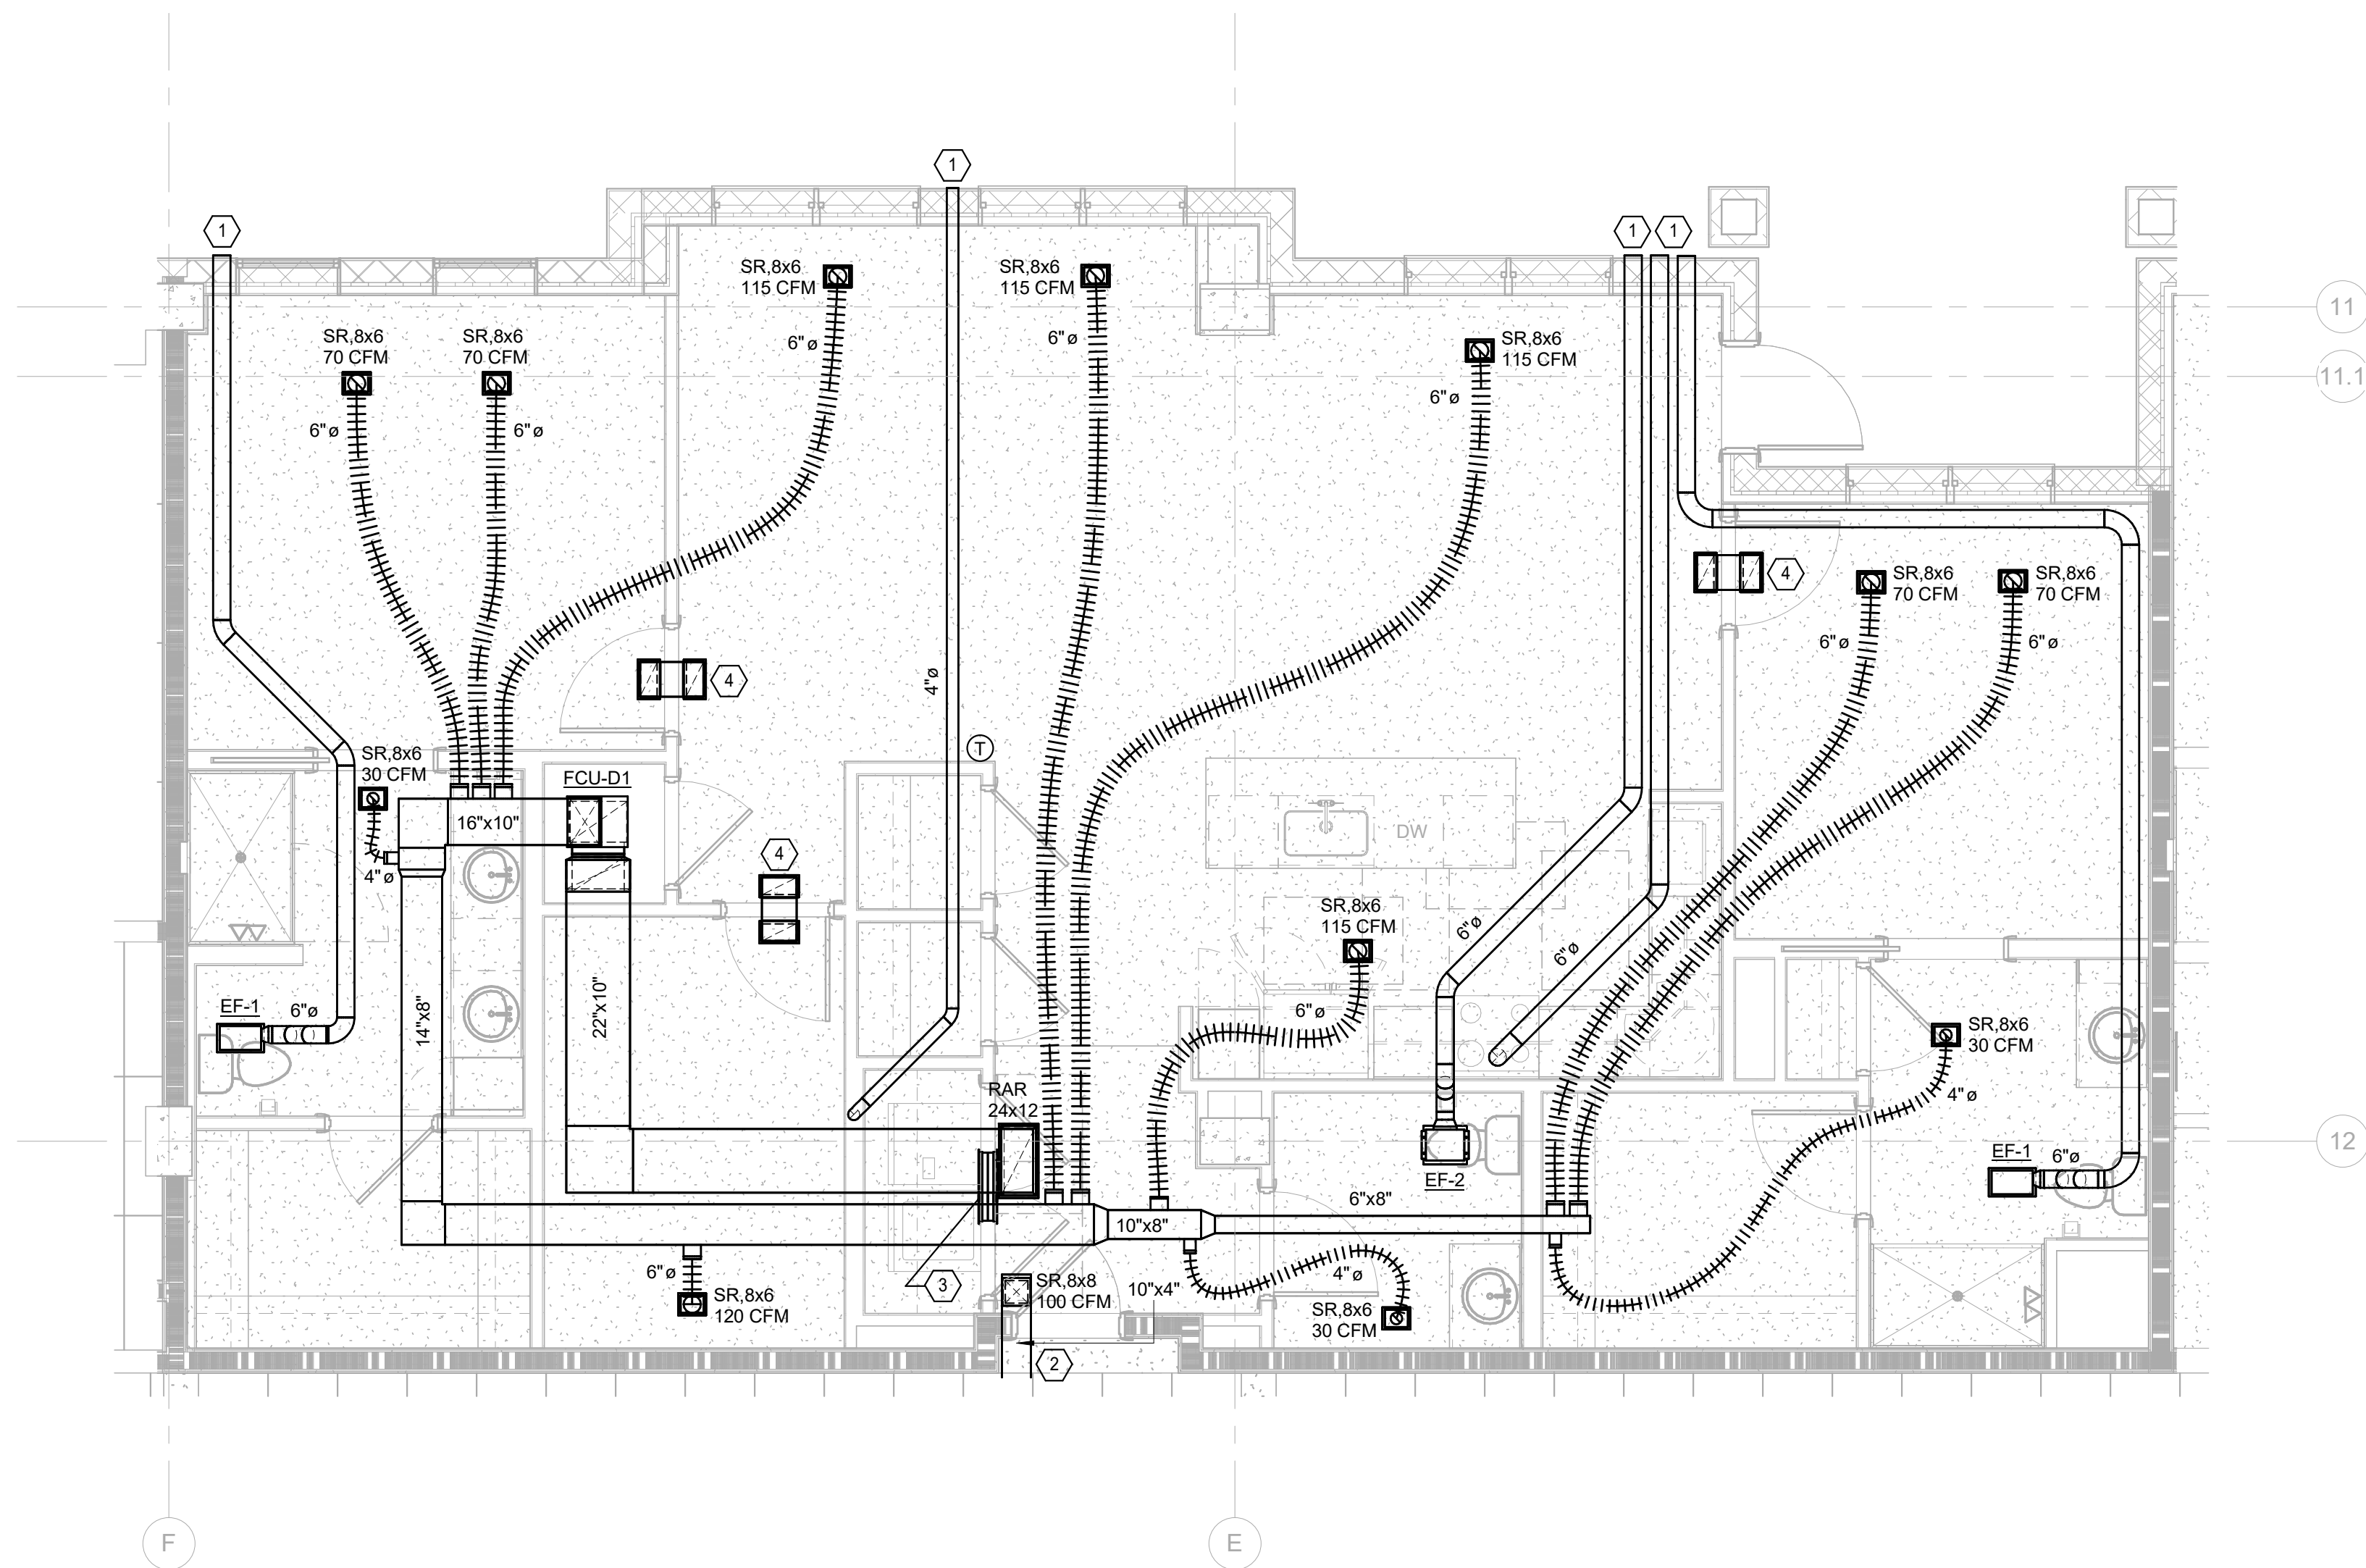 1
1
1
1
SR,8x6
115 CFM
SR,8x6
115 CFM
11
SR,8x6
70 CFM
SR,8x6
70 CFM
6"ø
6"ø
SR,8x6
115 CFM
11.1
6"ø
6"ø
6"ø
4
SR,8x6
70 CFM
SR,8x6
70 CFM
6"ø
6"ø
4
4"ø
T
SR,8x6
30 CFM
FCU-D1
16"x10"
DW
4
4"ø
SR,8x6
115 CFM
6"ø
6"ø
EF-1
6"ø
14"x8"
22"x10"
6"ø
SR,8x6
30 CFM
RAR
24x12
4"ø
12
EF-2
EF-1
6"ø
6"x8"
10"x8"
6"ø
3
SR,8x8
100 CFM
10"x4"
4"ø
SR,8x6
120 CFM
SR,8x6
30 CFM
2
F
E